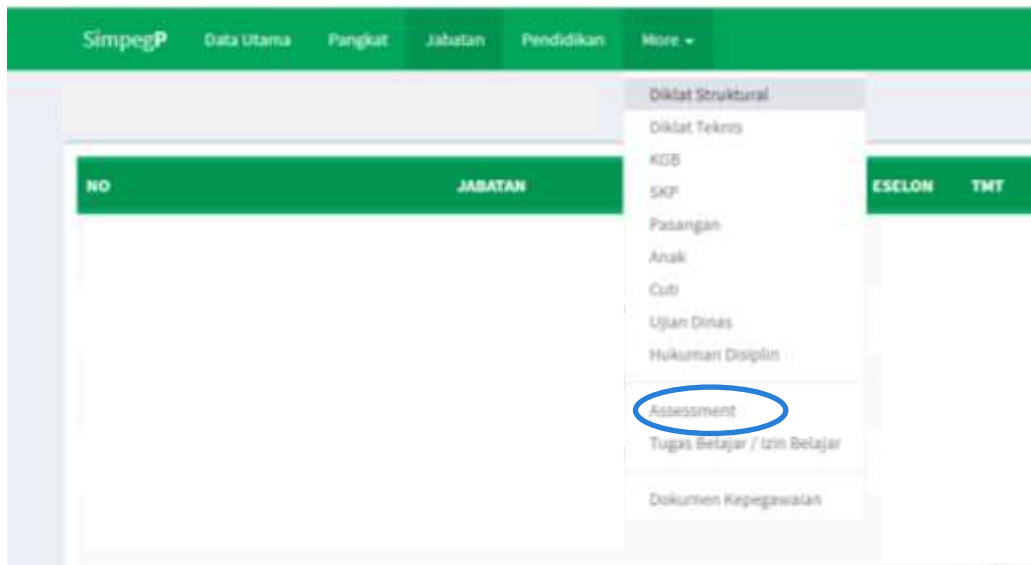 SimpegP Data Utama Pangkat Jabatan Pendidikan More
Diklat Struktural
Diklat Teknis
KGB
NO JABATAN ESELON TMT
SKP
Pasangan
Anak
Cuti
Ujian Dinas
Hukuman Disiplin
Assessment
Tugas Belajar / Izin Belajar
Dokumen Kepegawaian